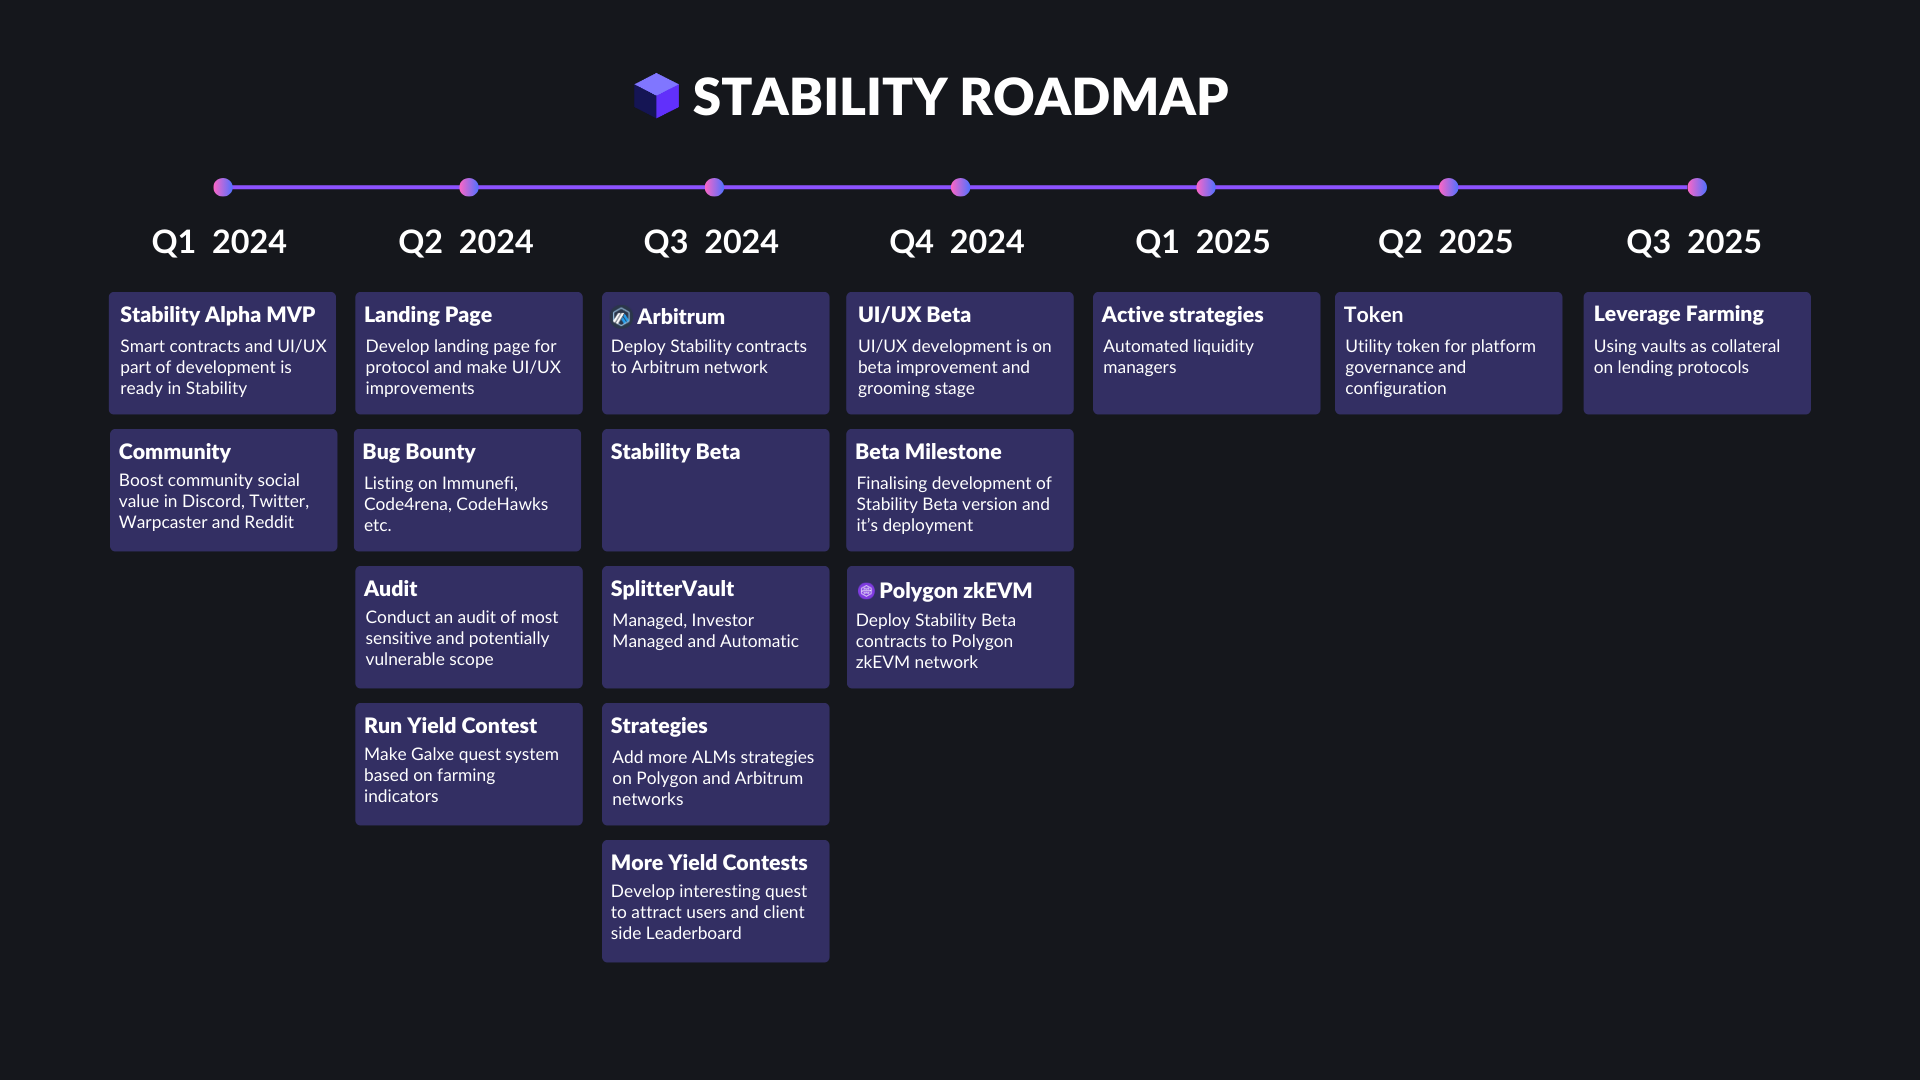 STABILITY ROADMAP
Q1 2024
Q2 2024
Q3 2024
Q4 2024
Q1 2025
Q2 2025
Q3 2025
Stability Alpha MVP
Smart contracts and UI/UX
part of development is
ready in Stability
Community
Boost community social
value in Discord, Twitter,
Warpcaster and Reddit
Landing Page
Develop landing page for
protocol and make UI/UX
improvements
Bug Bounty
Listing on Immunefi,
Code4rena, CodeHawks
etc.
Audit
Conduct an audit of most
sensitive and potentially
vulnerable scope
Run Yield Contest
Make Galxe quest system
based on farming
indicators
Arbitrum
Deploy Stability contracts
to Arbitrum network
Stability Beta
SplitterVault
Managed, Investor
Managed and Automatic
Strategies
Add more ALMs strategies
on Polygon and Arbitrum
networks
More Yield Contests
Develop interesting quest
to attract users and client
side Leaderboard
UI/UX Beta
UI/UX development is on
beta improvement and
grooming stage
Beta Milestone
Finalising development of
Stability Beta version and
it's deployment
Polygon zkEVM
Deploy Stability Beta
contracts to Polygon
zkEVM network
Active strategies
Automated liquidity
managers
Token
Utility token for platform
governance and
configuration
Leverage Farming
Using vaults as collateral
on lending protocols